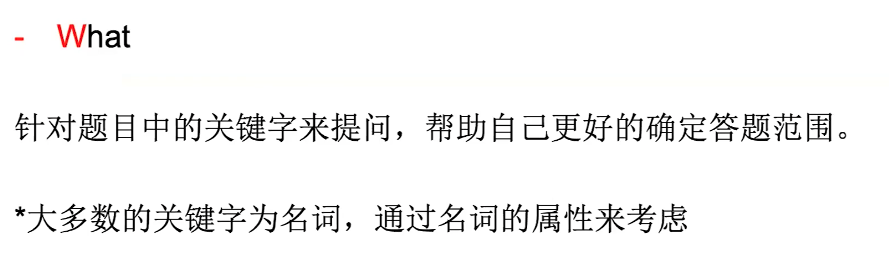 - What
针对题目中的关键字来提问，帮助自己更好的确定答题范围。
*大多数的关键字为名词，通过名词的属性来考虑